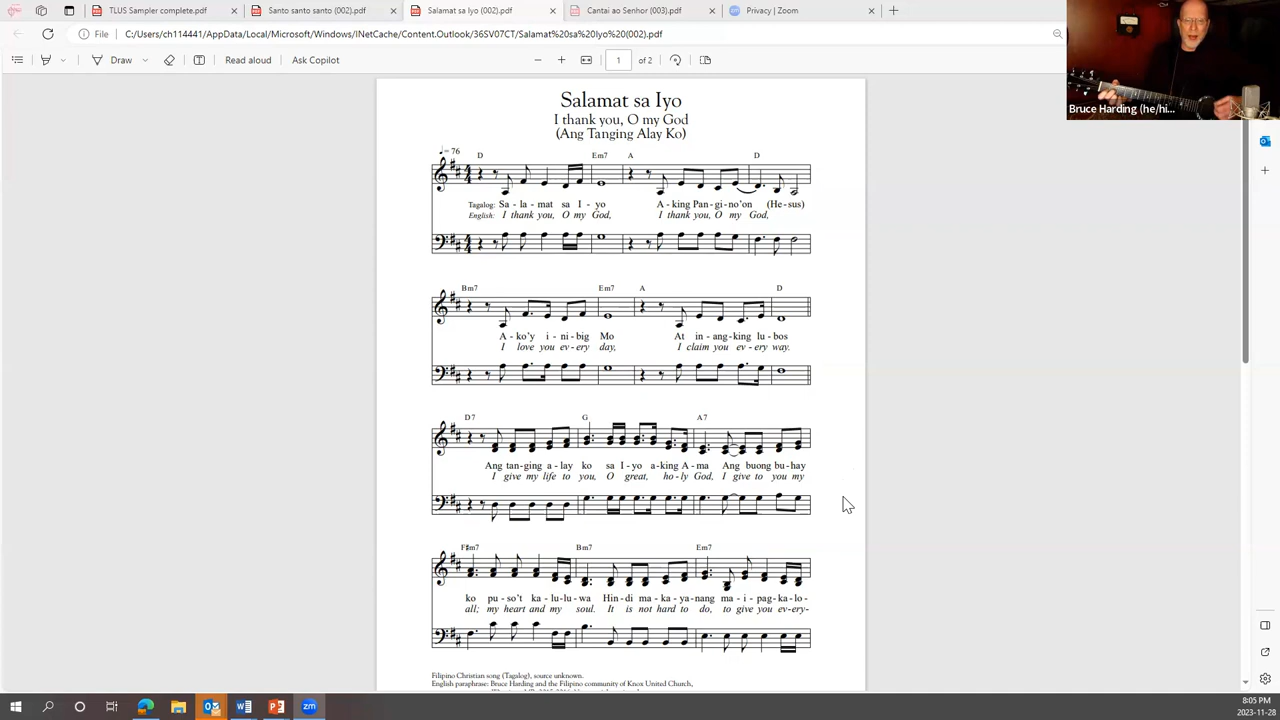 TLUS Sampler complete.pdf
Santo santo santo (002).pdf
Salamat sa Iyo (002).pdf
Cantai ao Senhor (003).pdf
Privacy | Zoom
File
C:/Users/ch114441/AppData/Local/Microsoft/Windows/INetCache/Content.Outlook/36SV07CT/Salamat%20sa%20Iyo%20(002).pdf
Draw
Read aloud
Ask Copilot
1
of 2
Bruce Harding (he/hi...
Salamat sa Iyo
I thank you, O my God
(Ang Tanging Alay Ko)
= 76
D Em7 A D
Tagalog: Sa - la - mat sa I - yo A - king Pan - gi - no'on (He - sus)
English: I thank you, O my God, I thank you, O my God,
Bm7 Em7 A D
A - ko'y i - ni - big Mo At in - ang - king lu - bos
I love you ev - ery day, I claim you ev - ery way.
D7 G A7
Ang tan - ging a - lay ko sa I - yo a - king A - ma Ang buong bu - hay
I give my life to you, O great, ho - ly God, I give to you my
F#m7 Bm7 Em7
ko pu - so't ka - lu - lu - wa Hin - di ma - ka - ya - nang ma - i - pag - ka - lo -
all; my heart and my soul. It is not hard to do, to give you ev - ery -
Filipino Christian song (Tagalog), source unknown.
English paraphrase: Bruce Harding and the Filipino community of Knox United Church,
8:05 PM
2023-11-28